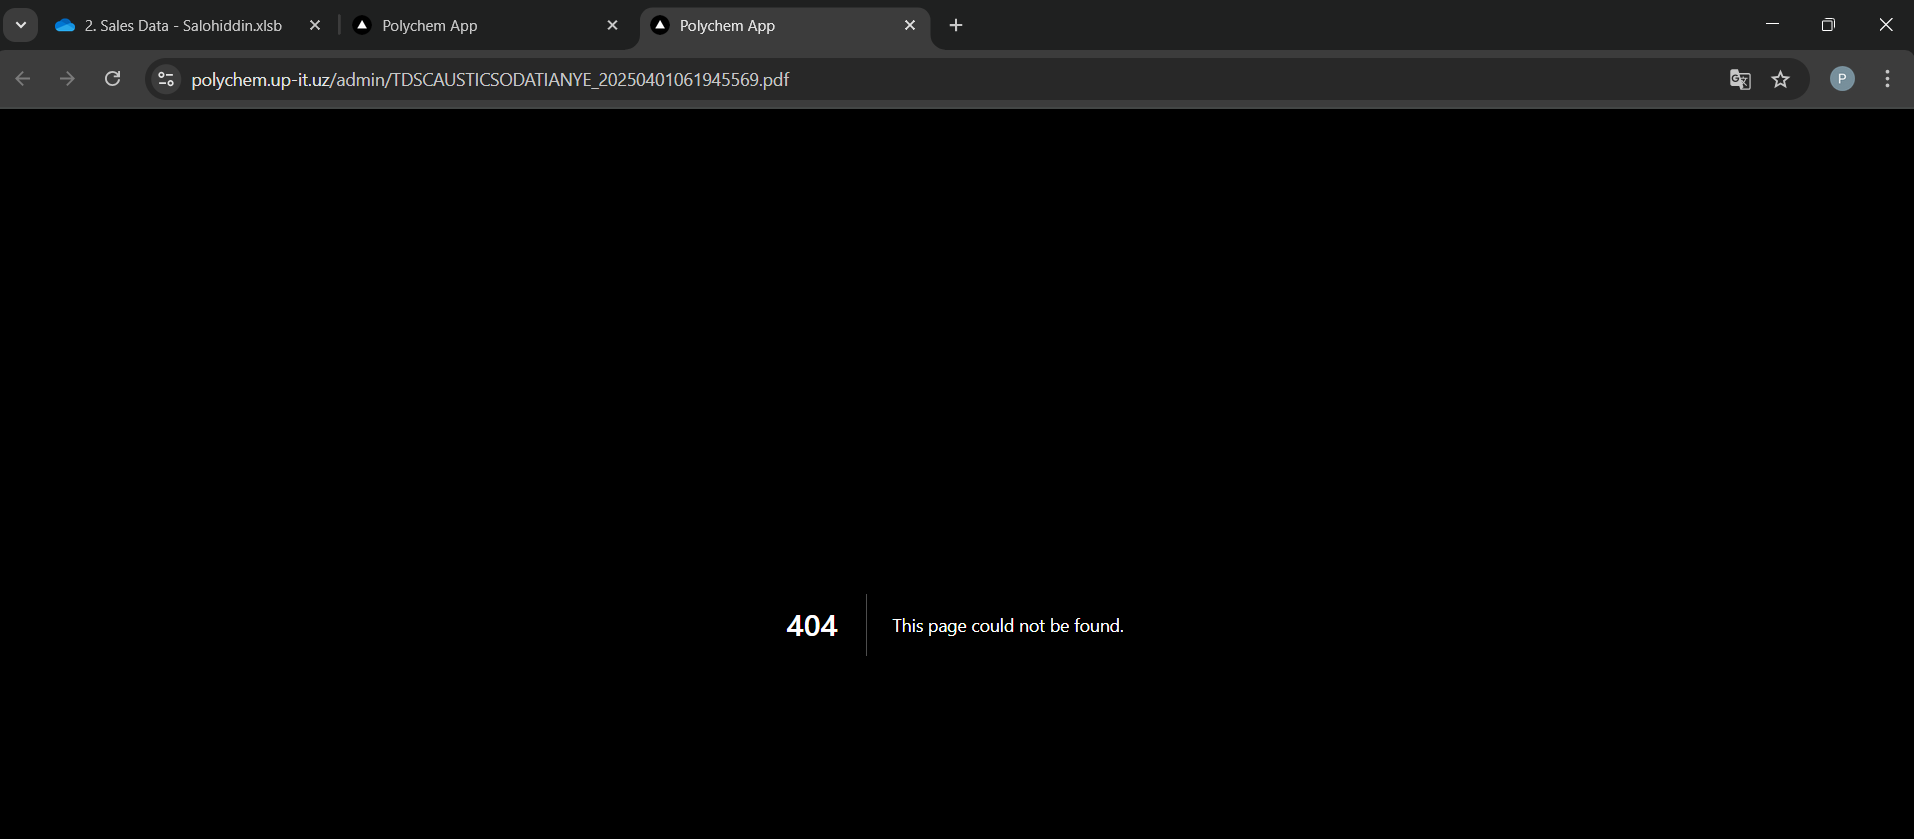 2. Sales Data - Salohiddin.xlsb
Polychem App
Polychem App
polychem.up-it.uz/admin/TDSCAUSTICSODATIANYE_20250401061945569.pdf
P
404
This page could not be found.